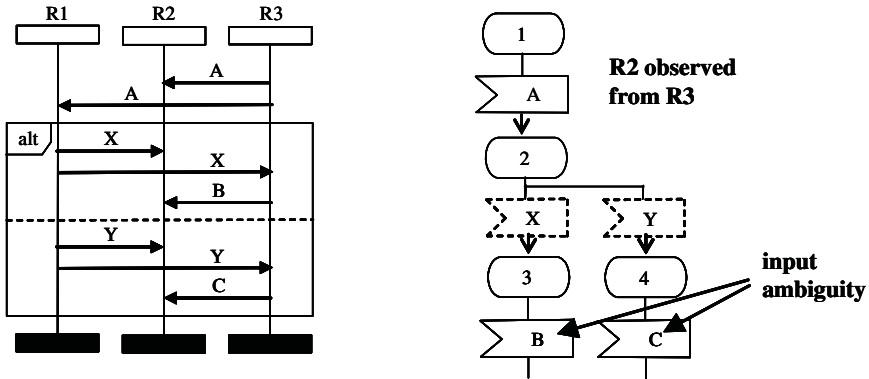 R1 R2 R3
A
A
alt
X
X
B
Y
Y
C
1
A
R2 observed
from R3
2
X Y
3 4
input
ambiguity
B C